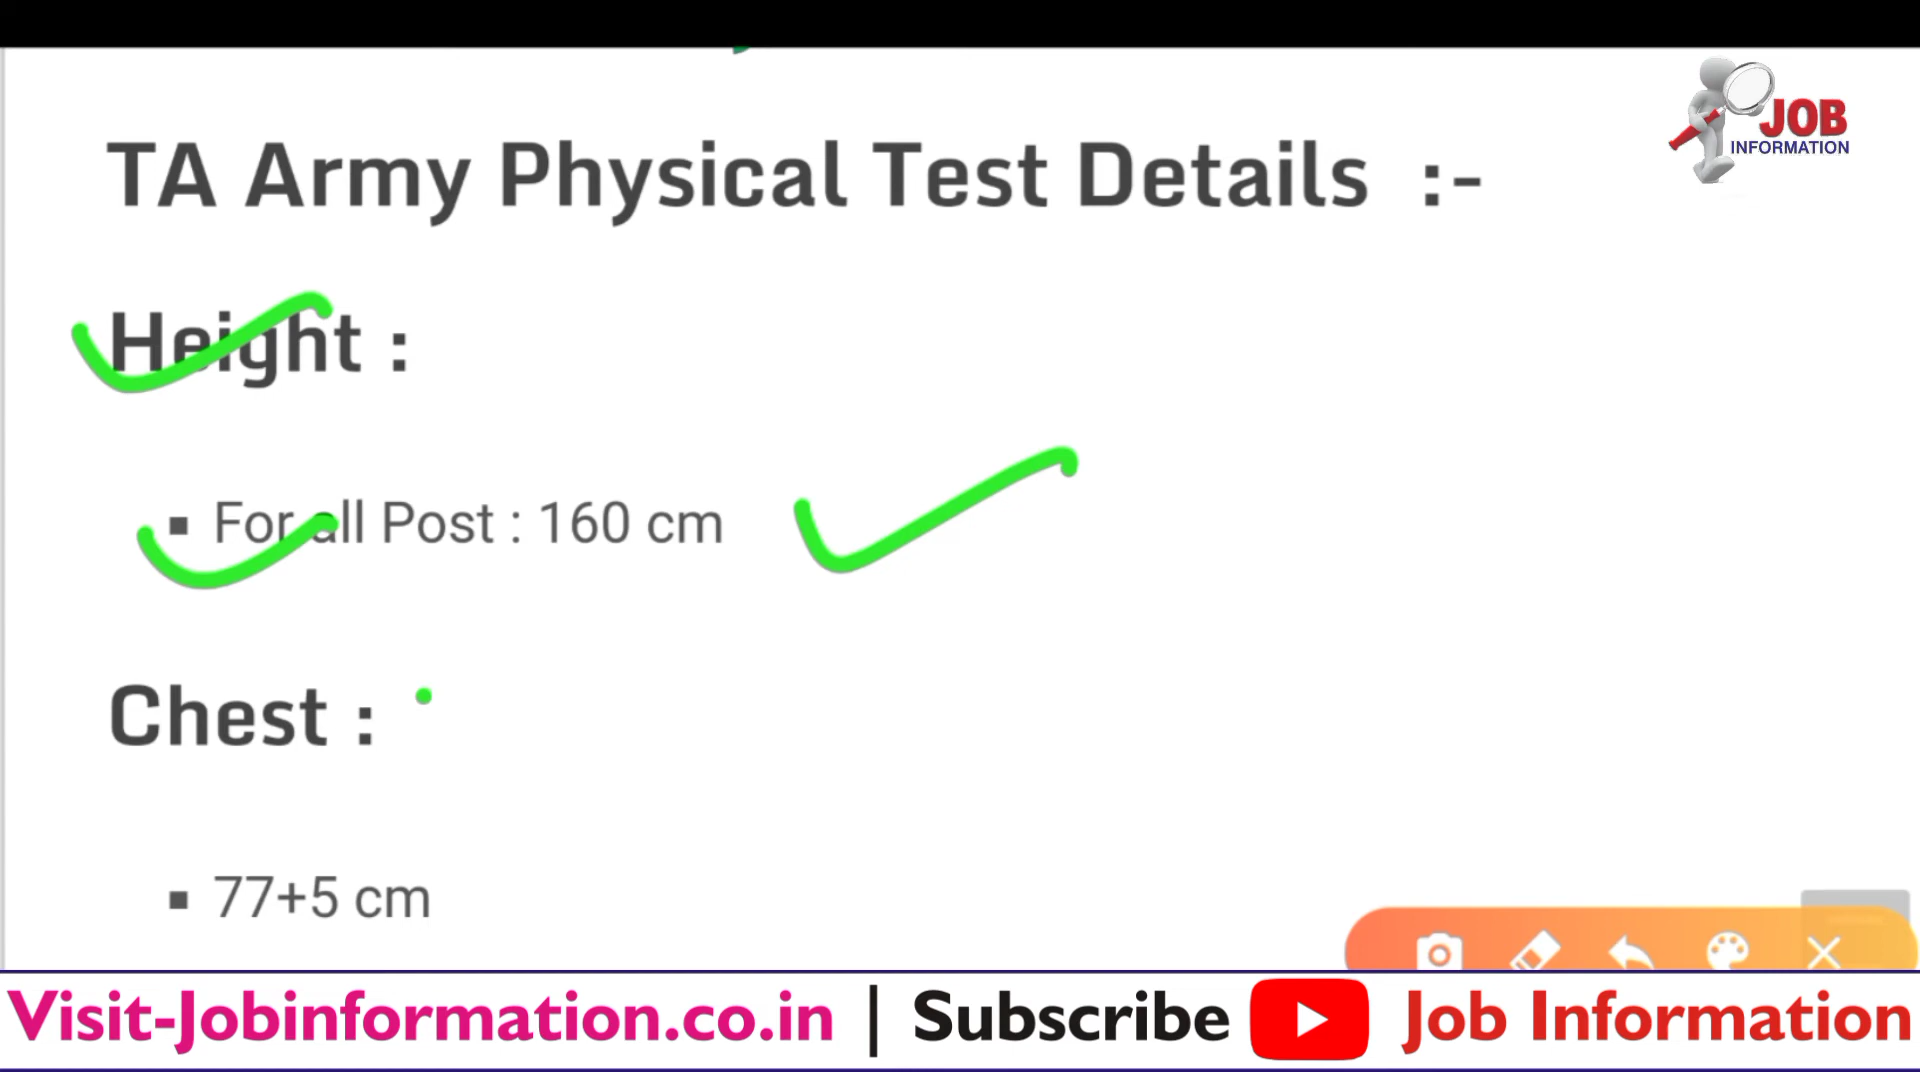 JOB
INFORMATION
TA Army Physical Test Details :-
Height :
▪ For all Post : 160 cm
Chest :
▪ 77+5 cm
Visit-Jobinformation.co.in | Subscribe Job Information